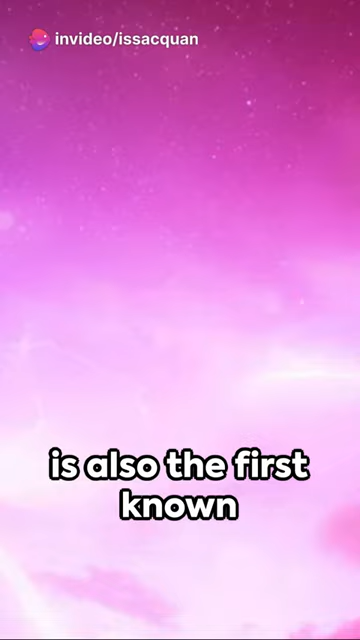 invideo/issacquan
is also the first
known